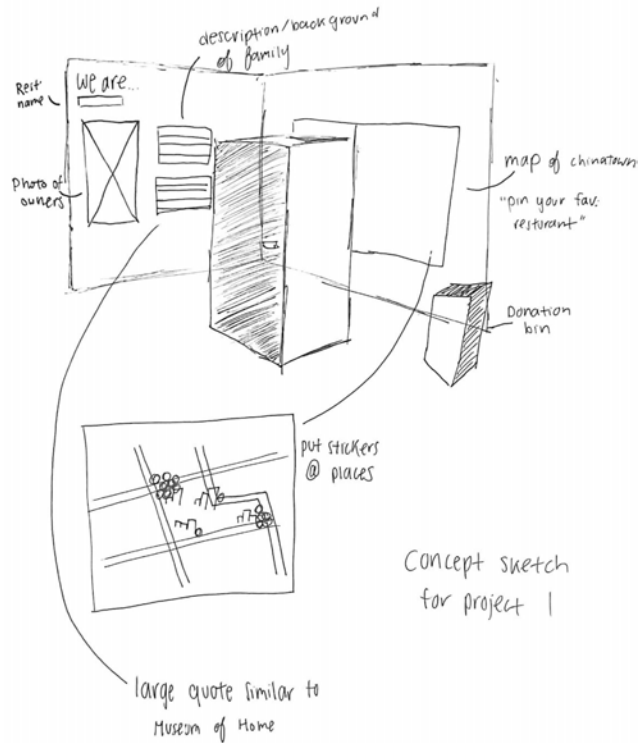 description/background
of family
we are...
Rest
name
Photo of
owners
map of chinatown
"pin your fav.
resturant"
Donation
bin
put stickers
@ places
Concept sketch
for project 1
large quote similar to
Museum of Home